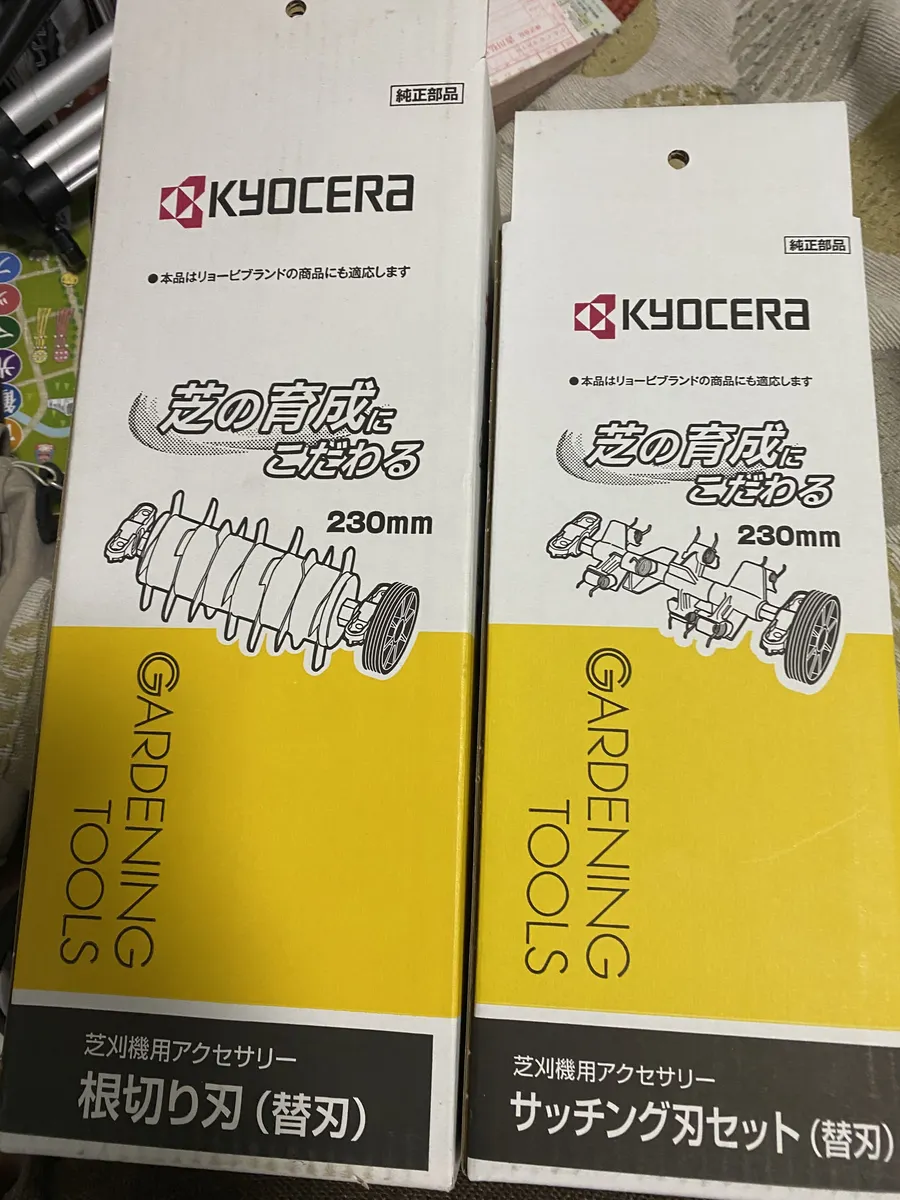 純正部品
KYOCERA
●本品はリョービブランドの商品にも適応します
芝の育成に
こだわる
230mm
GARDENING
TOOLS
芝刈機用アクセサリー
根切り刃(替刃)
純正部品
KYOCERA
●本品はリョービブランドの商品にも適応します
芝の育成に
こだわる
230mm
GARDENING
TOOLS
芝刈機用アクセサリー
サッチング刃セット(替刃)